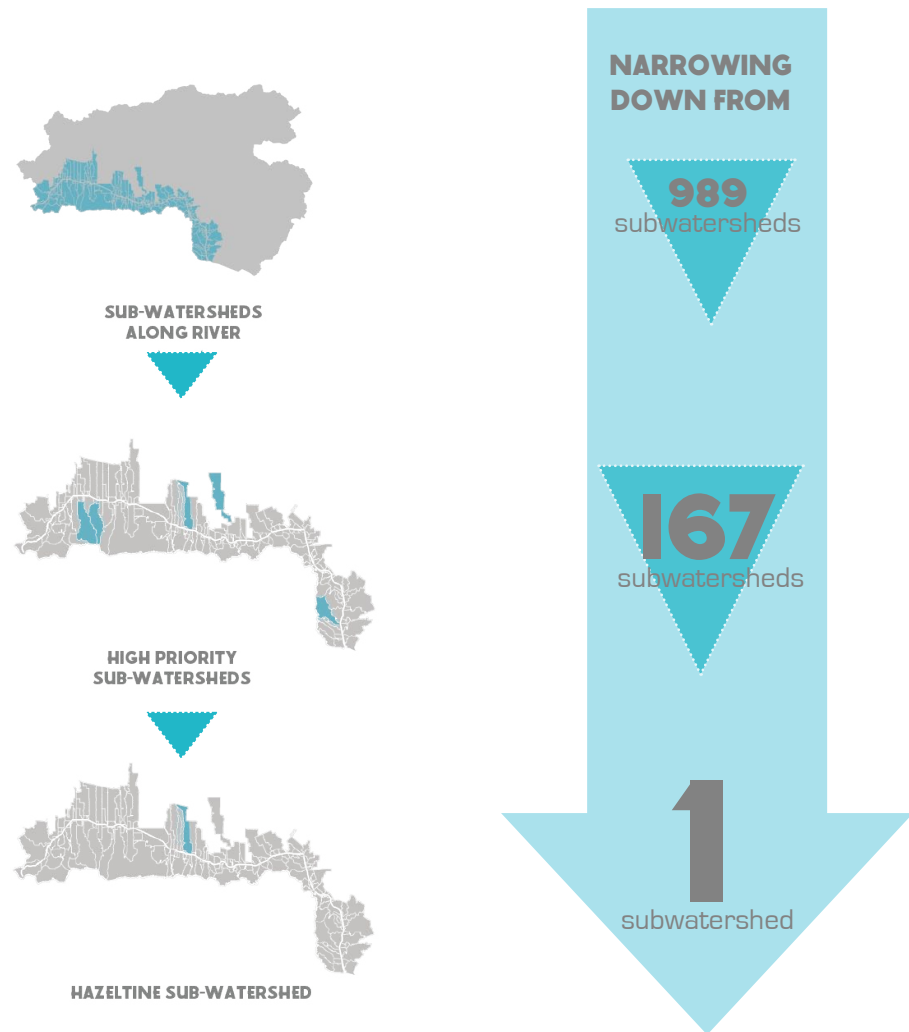 SUB-WATERSHEDS
ALONG RIVER
HIGH PRIORITY
SUB-WATERSHEDS
HAZELTINE SUB-WATERSHED
NARROWING
DOWN FROM
989
subwatersheds
167
subwatersheds
1
subwatershed